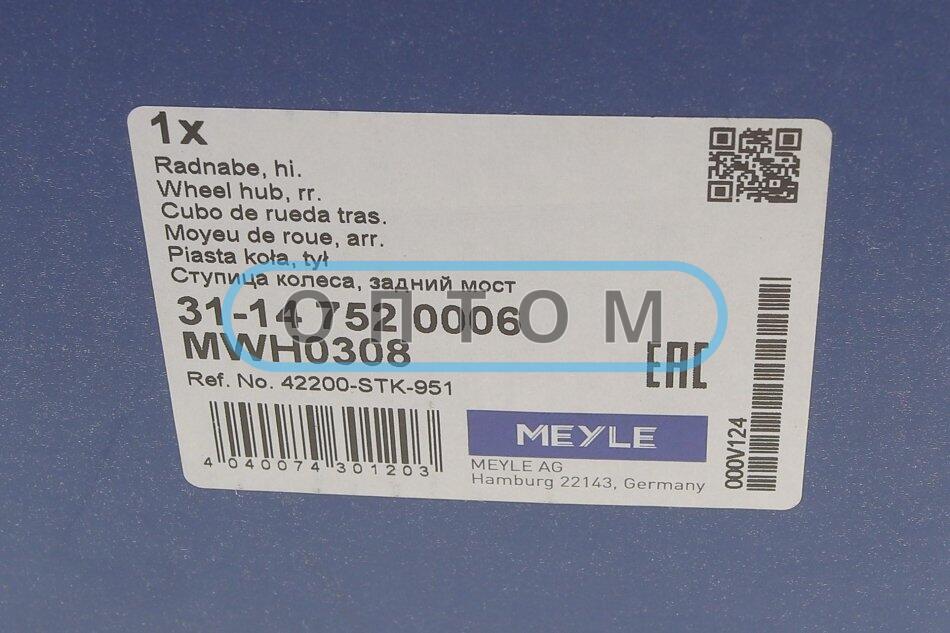 1x
Radnabe, hi.
Wheel hub, rr.
Cubo de rueda tras.
Moyeu de roue, arr.
Piasta koła, tył
Ступица колеса, задний мост
31-14 752 0006
ОПТОМ
MWH0308
EAC
Ref. No. 42200-STK-951
4 040074 301203
MEYLE
MEYLE AG
Hamburg 22143, Germany
000V124